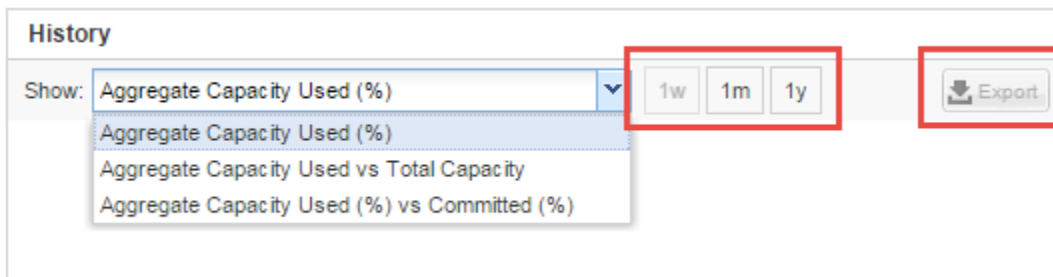 History
Show: Aggregate Capacity Used (%) 1w 1m 1y Export
Aggregate Capacity Used (%)
Aggregate Capacity Used vs Total Capacity
Aggregate Capacity Used (%) vs Committed (%)